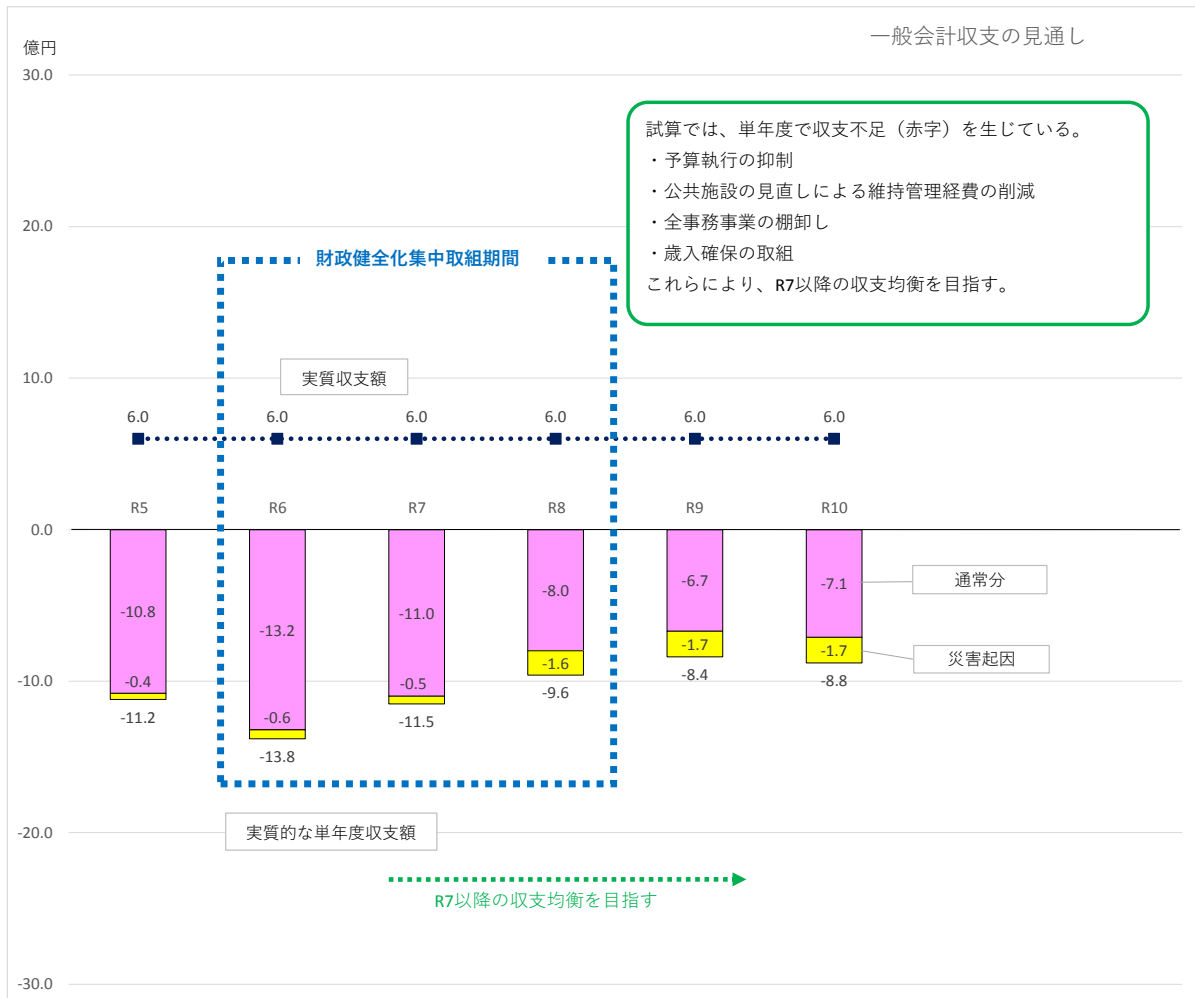 一般会計収支の見通し
億円
30.0
試算では、単年度で収支不足（赤字）を生じている。
・予算執行の抑制
・公共施設の見直しによる維持管理経費の削減
・全事務事業の棚卸し
・歳入確保の取組
これらにより、R7以降の収支均衡を目指す。
20.0
財政健全化集中取組期間
10.0
実質収支額
6.0 6.0 6.0 6.0 6.0 6.0
R5 R6 R7 R8 R9 R10
0.0
-10.8 -13.2 -11.0 -8.0 -6.7 -7.1
通常分
-0.4 -0.6 -0.5 -1.6 -1.7 -1.7
災害起因
-10.0
-11.2 -13.8 -11.5 -9.6 -8.4 -8.8
実質的な単年度収支額
-20.0
R7以降の収支均衡を目指す
-30.0